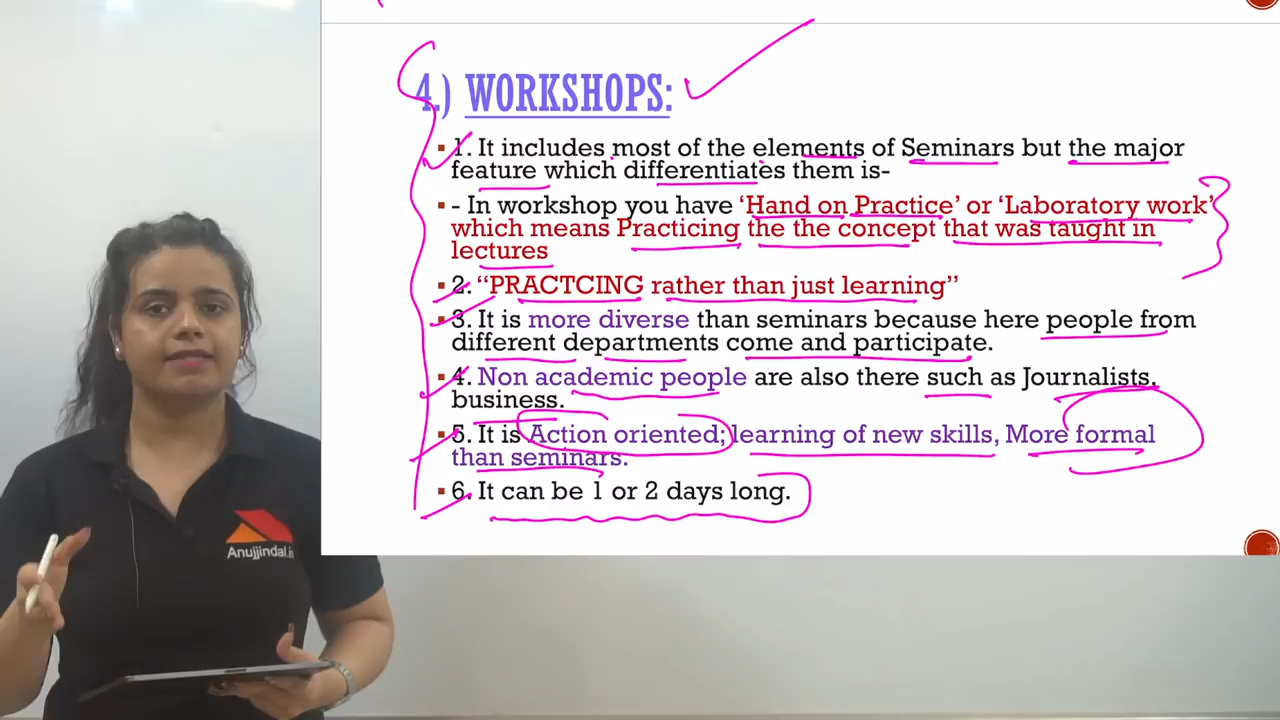 4.) WORKSHOPS:
1. It includes most of the elements of Seminars but the major
feature which differentiates them is-
- In workshop you have ‘Hand on Practice’ or ‘Laboratory work’
which means Practicing the the concept that was taught in
lectures
2. “PRACTCING rather than just learning”
3. It is more diverse than seminars because here people from
different departments come and participate.
4. Non academic people are also there such as Journalists,
business.
5. It is Action oriented; learning of new skills, More formal
than seminars.
6. It can be 1 or 2 days long.
Anujjindal.in